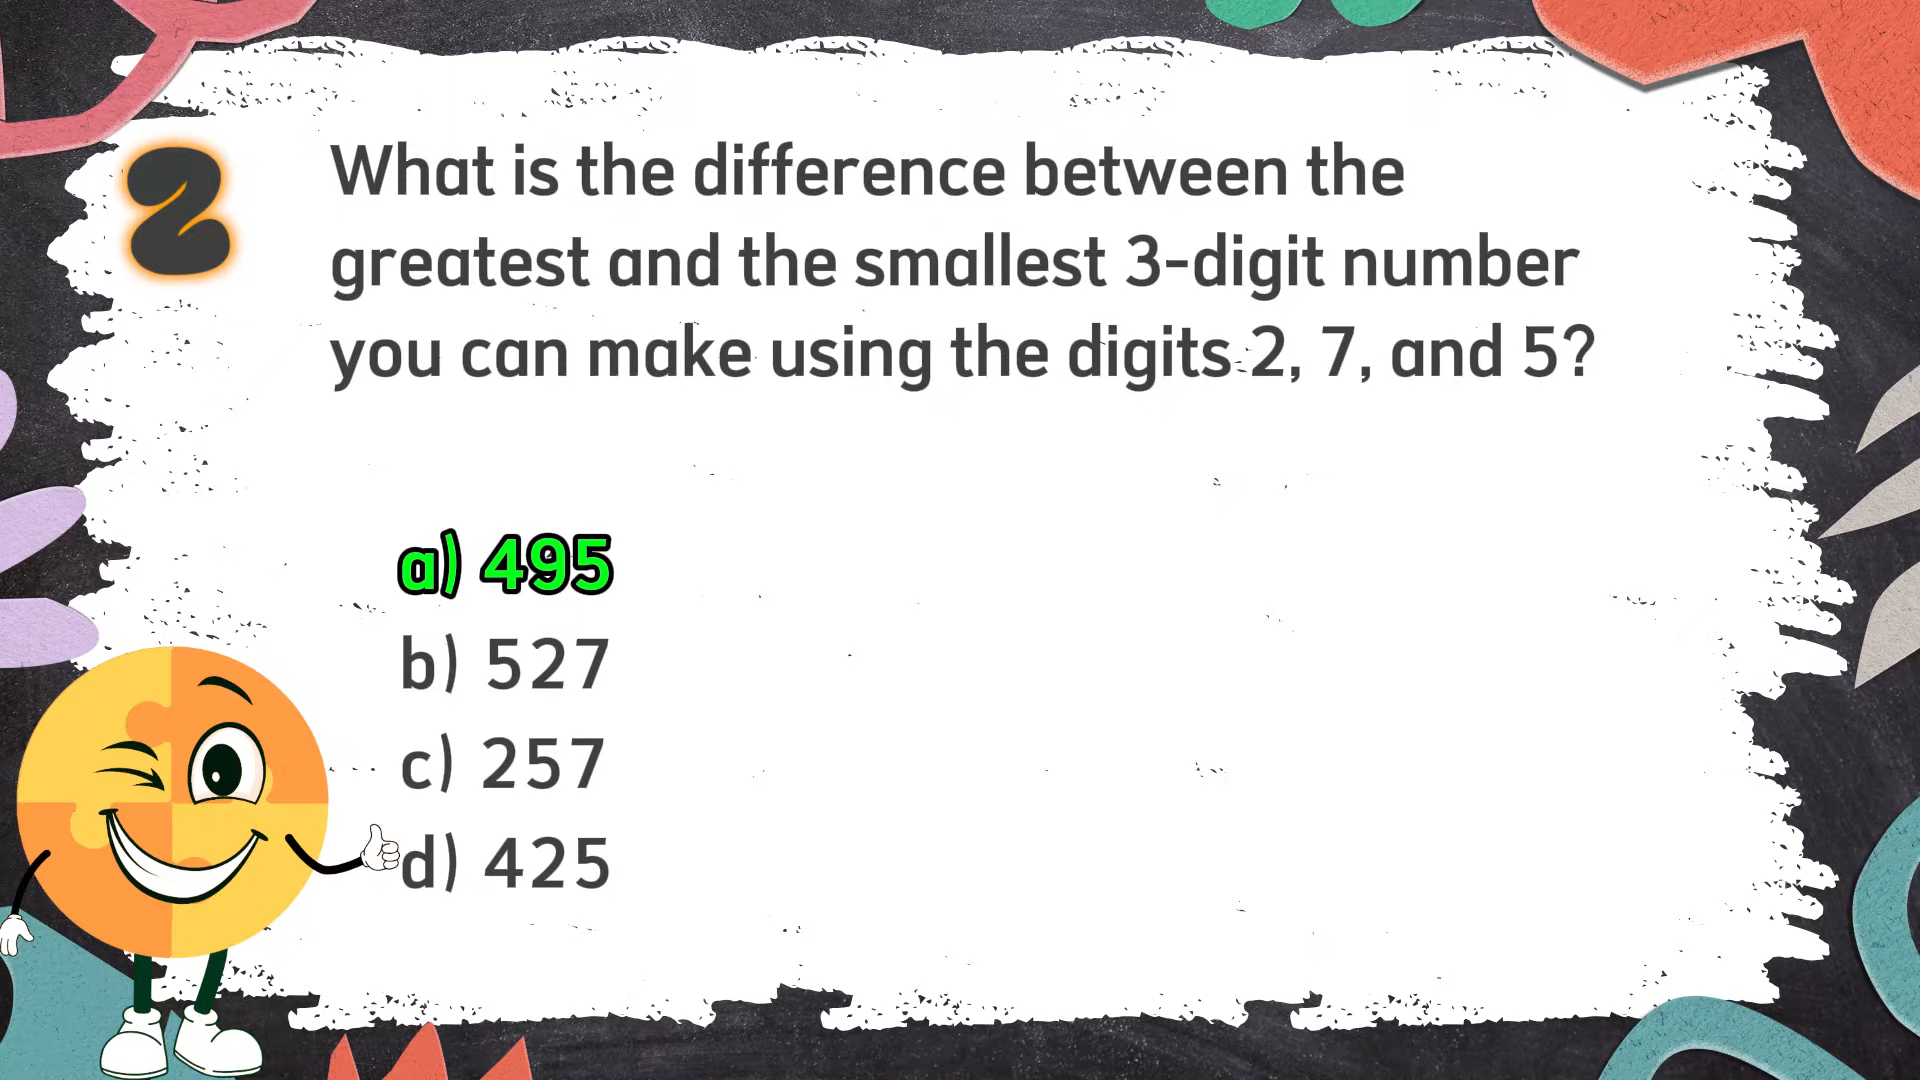 2
What is the difference between the
greatest and the smallest 3-digit number
you can make using the digits 2, 7, and 5?
a) 495
b) 527
c) 257
d) 425